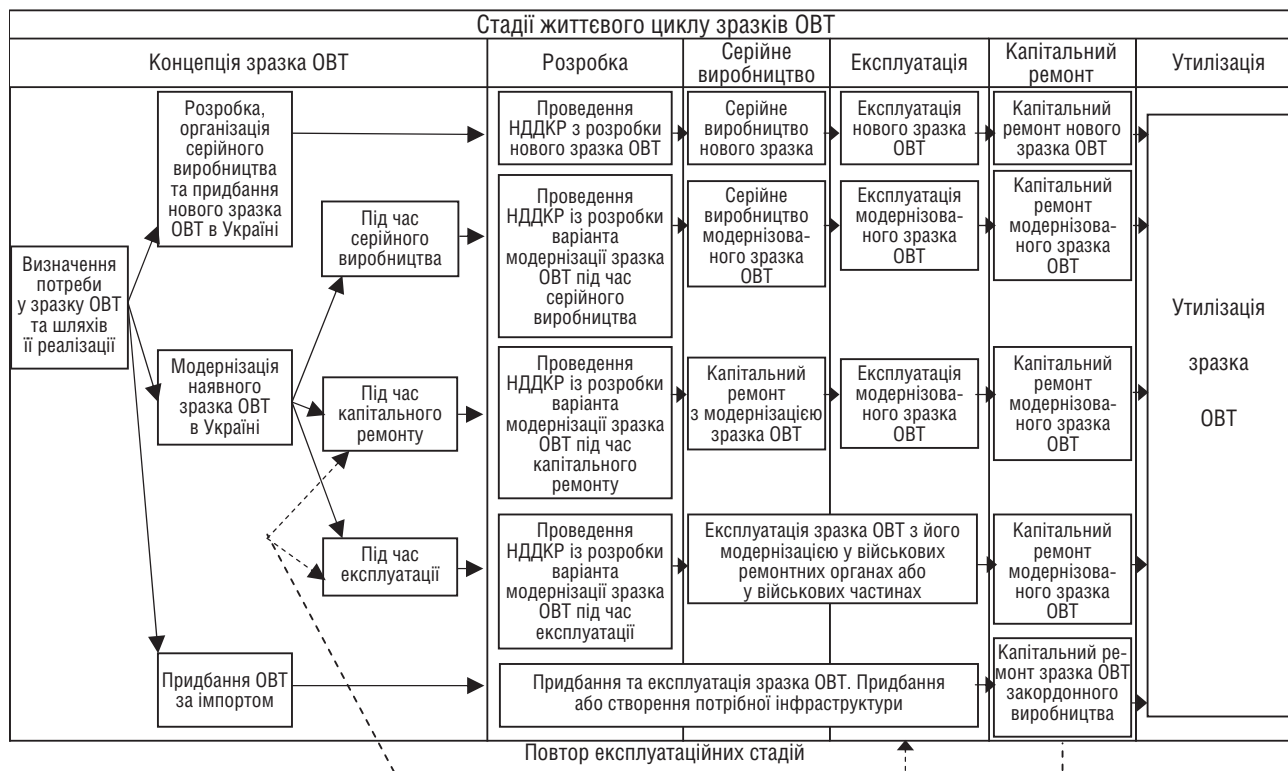 Стадії життєвого циклу зразків ОВТ
Концепція зразка ОВТ
Розробка
Серійне
виробництво
Експлуатація
Капітальний
ремонт
Утилізація
Визначення
потреби
у зразку ОВТ
та шляхів
її реалізації
Розробка,
організація
серійного
виробництва
та придбання
нового зразка
ОВТ в Україні
Проведення
НДДКР з розробки
нового зразка ОВТ
Серійне
виробництво
нового зразка
Експлуатація
нового зразка
ОВТ
Капітальний
ремонт нового
зразка ОВТ
Модернізація
наявного
зразка ОВТ
в Україні
Під час
серійного
виробництва
Проведення
НДДКР із розробки
варіанта
модернізації зразка
ОВТ під час
серійного
виробництва
Серійне
виробництво
модернізова-
ного зразка
ОВТ
Експлуатація
модернізова-
ного зразка
ОВТ
Капітальний
ремонт
модернізов-
аного зразка
ОВТ
Під час
капітального
ремонту
Проведення
НДДКР із розробки
варіанта
модернізації зразка
ОВТ під час
капітального
ремонту
Капітальний
ремонт
з модернізацією
зразка ОВТ
Експлуатація
модернізова-
ного зразка
ОВТ
Капітальний
ремонт
модернізова-
ного зразка
ОВТ
Під час
експлуатації
Проведення
НДДКР із розробки
варіанта
модернізації зразка
ОВТ під час
експлуатації
Експлуатація зразка ОВТ з його
модернізацією у військових
ремонтних органах або
у військових частинах
Капітальний
ремонт
модернізова-
ного зразка
ОВТ
Придбання ОВТ
за імпортом
Придбання та експлуатація зразка ОВТ. Придбання
або створення потрібної інфраструктури
Капітальний ре-
монт зразка ОВТ
закордонного
виробництва
Утилізація
зразка
ОВТ
Повтор експлуатаційних стадій